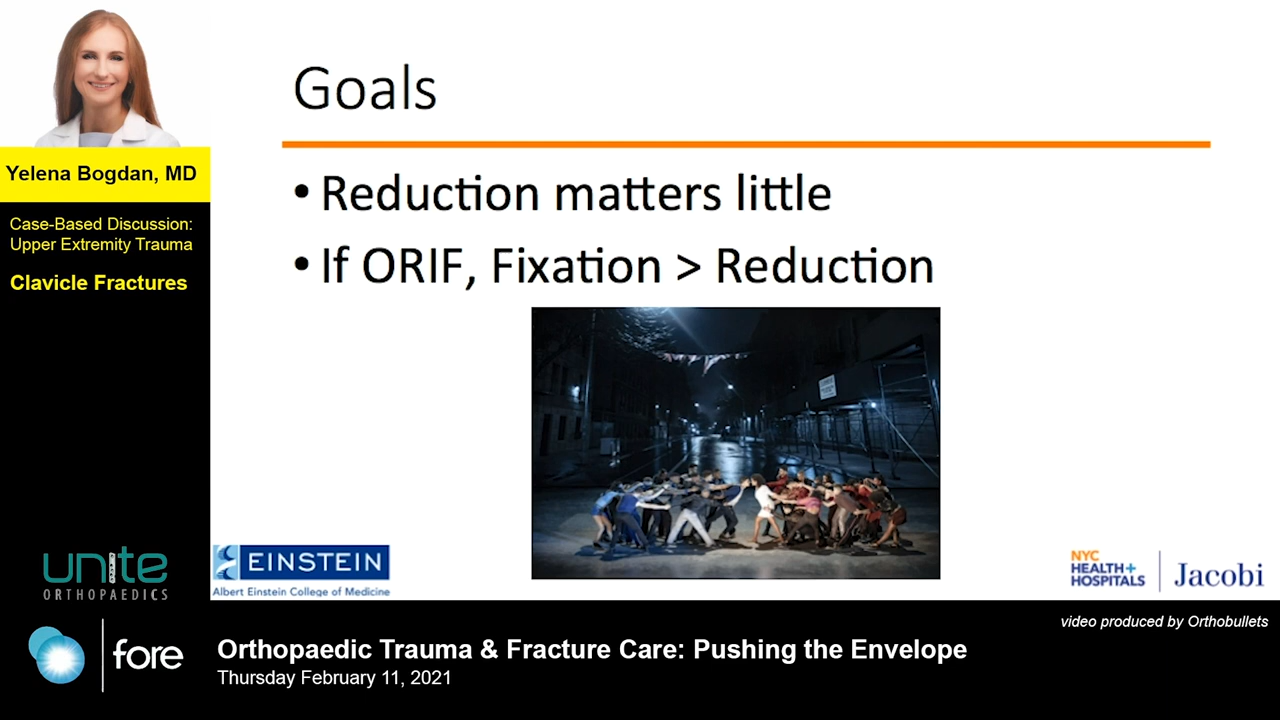 Yelena Bogdan, MD
Case-Based Discussion:
Upper Extremity Trauma
Clavicle Fractures
Goals
• Reduction matters little
• If ORIF, Fixation > Reduction
unite
ORTHOPAEDICS
EINSTEIN
Albert Einstein College of Medicine
NYC
HEALTH+
HOSPITALS
Jacobi
video produced by Orthobullets
fore
Orthopaedic Trauma & Fracture Care: Pushing the Envelope
Thursday February 11, 2021